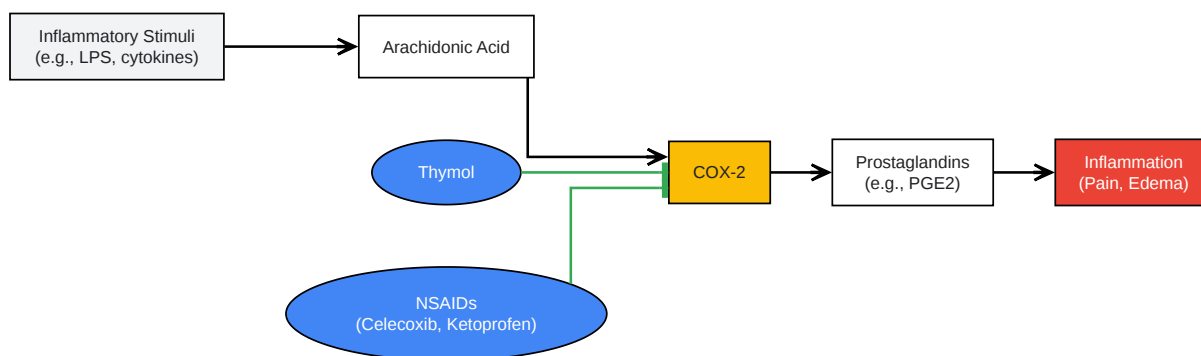 Inflammatory Stimuli
(e.g., LPS, cytokines)
Arachidonic Acid
Thymol
COX-2
Prostaglandins
(e.g., PGE2)
Inflammation
(Pain, Edema)
NSAIDs
(Celecoxib, Ketoprofen)